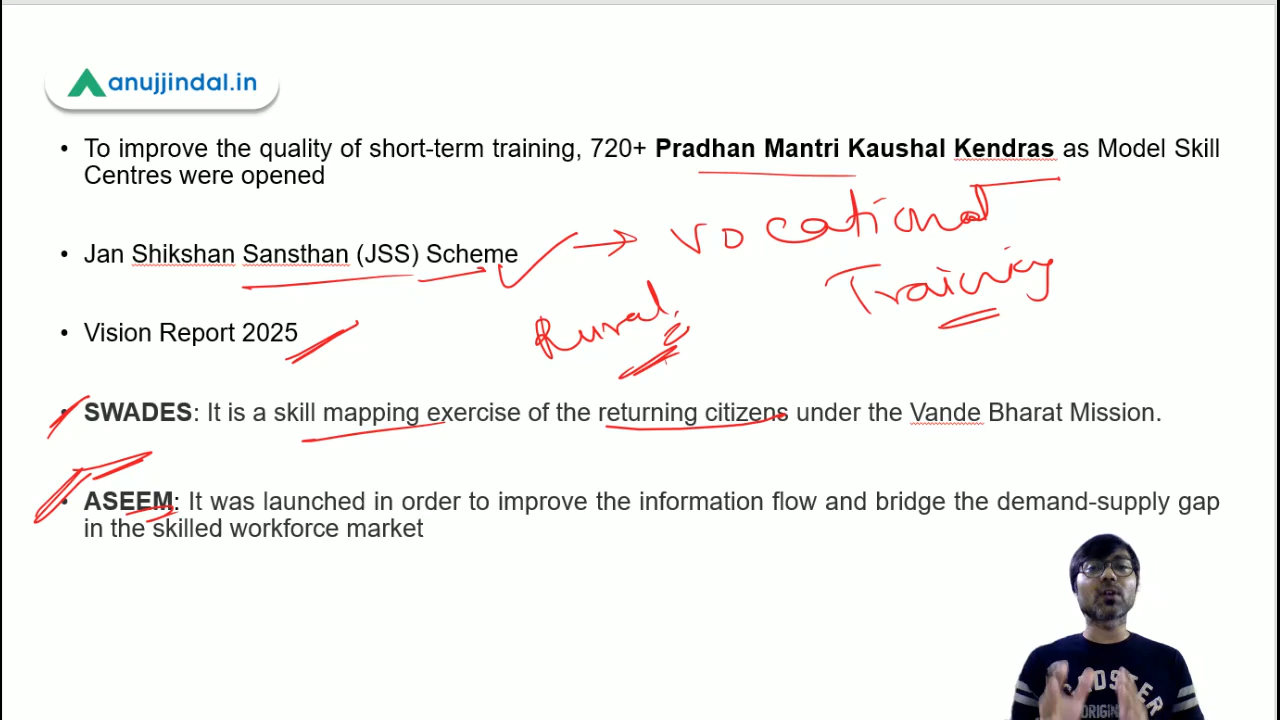 anujjindal.in
• To improve the quality of short-term training, 720+ Pradhan Mantri Kaushal Kendras as Model Skill
Centres were opened
• Jan Shikshan Sansthan (JSS) Scheme
vocational
Training
Rural
• Vision Report 2025
• SWADES: It is a skill mapping exercise of the returning citizens under the Vande Bharat Mission.
• ASEEM: It was launched in order to improve the information flow and bridge the demand-supply gap
in the skilled workforce market
ORIGIN